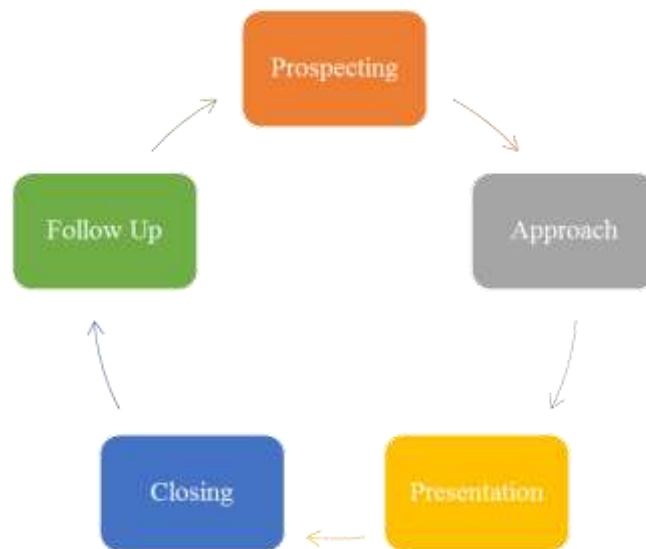 Prospecting
Approach
Presentation
Closing
Follow Up